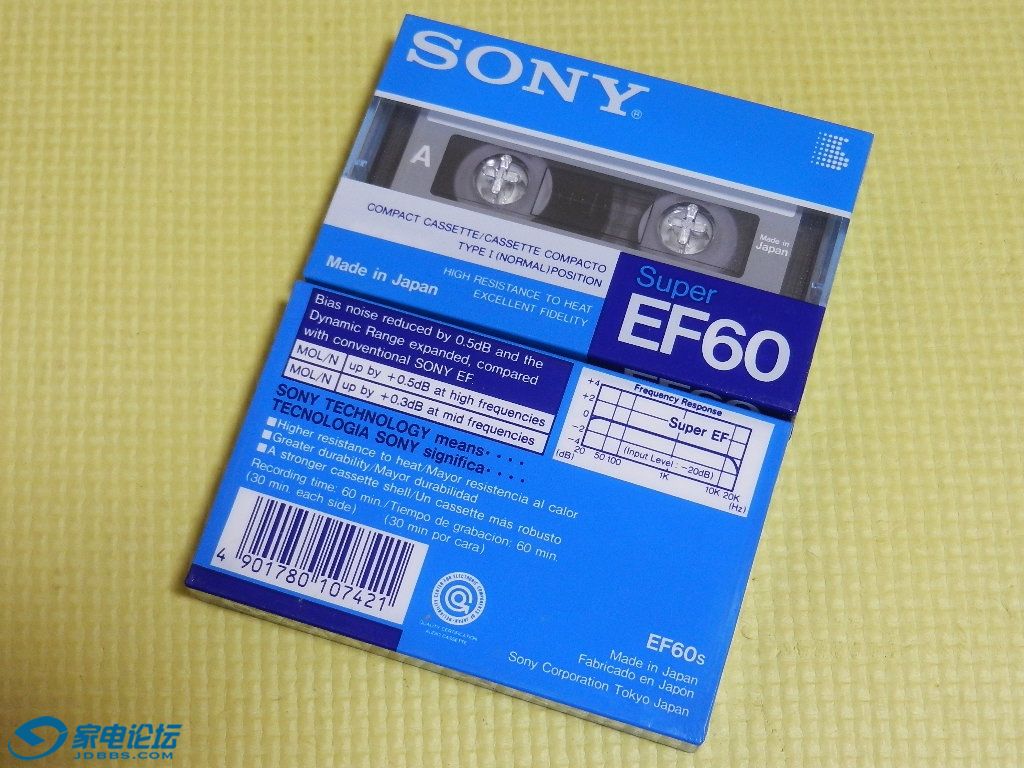 SONY®
A
Made in
Japan
COMPACT CASSETTE/CASSETTE COMPACTO
TYPE I (NORMAL) POSITION
Made in Japan
HIGH RESISTANCE TO HEAT
EXCELLENT FIDELITY
Super
EF60
Bias noise reduced by 0.5dB and the
Dynamic Range expanded, compared
with conventional SONY EF.
MOL/N up by +0.5dB at high frequencies
MOL/N up by +0.3dB at mid frequencies
SONY TECHNOLOGY means····
TECNOLOGIA SONY significa····
■Higher resistance to heat/Mayor resistencia al calor
■Greater durability/Mayor durabilidad
■A stronger cassette shell/Un cassette más robusto
Recording time: 60 min./Tiempo de grabacion: 60 min.
(30 min. each side) (30 min por cara)
Frequency Response
+4
+2
0
-2
-4
(dB)
Super EF
(Input Level : -20dB)
20 50 100 1K 10K 20K
(Hz)
4 901780 107421
QUALITY CERTIFICATION
AUDIO CASSETTE
EF60s
Made in Japan
Fabricado en Japon
Sony Corporation Tokyo Japan
家电论坛
JDBBS.COM